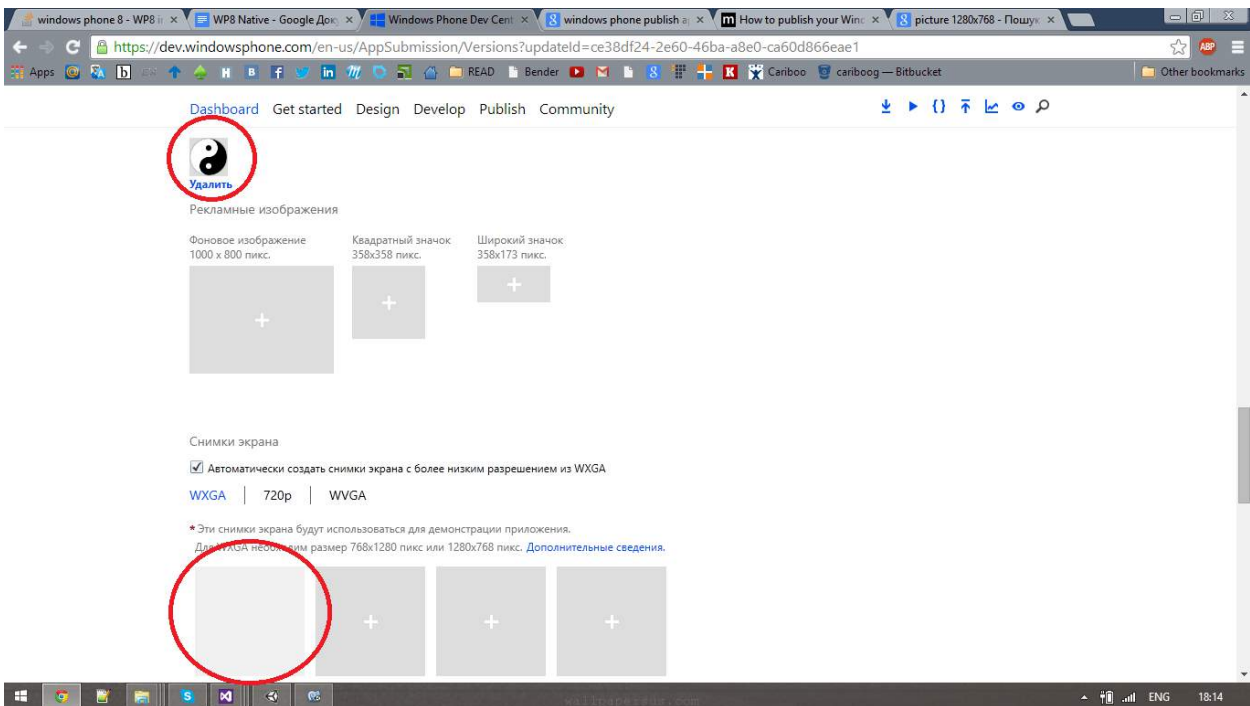 windows phone 8 - WP8 i
WP8 Native - Google Док
Windows Phone Dev Cent
windows phone publish a
How to publish your Winc
picture 1280x768 - Пошук
https://dev.windowsphone.com/en-us/AppSubmission/Versions?updateId=ce38df24-2e60-46ba-a8e0-ca60d866eae1
ABP
Apps
READ
Bender
Cariboo
cariboog — Bitbucket
Other bookmarks
Dashboard Get started Design Develop Publish Community
Удалить
Рекламные изображения
Фоновое изображение
1000 x 800 пикс.
Квадратный значок
358x358 пикс.
Широкий значок
358x173 пикс.
Снимки экрана
Автоматически создать снимки экрана с более низким разрешением из WXGA
WXGA | 720p | WVGA
* Эти снимки экрана будут использоваться для демонстрации приложения.
Для WXGA необходим размер 768x1280 пикс или 1280x768 пикс. Дополнительные сведения.
ENG 18:14